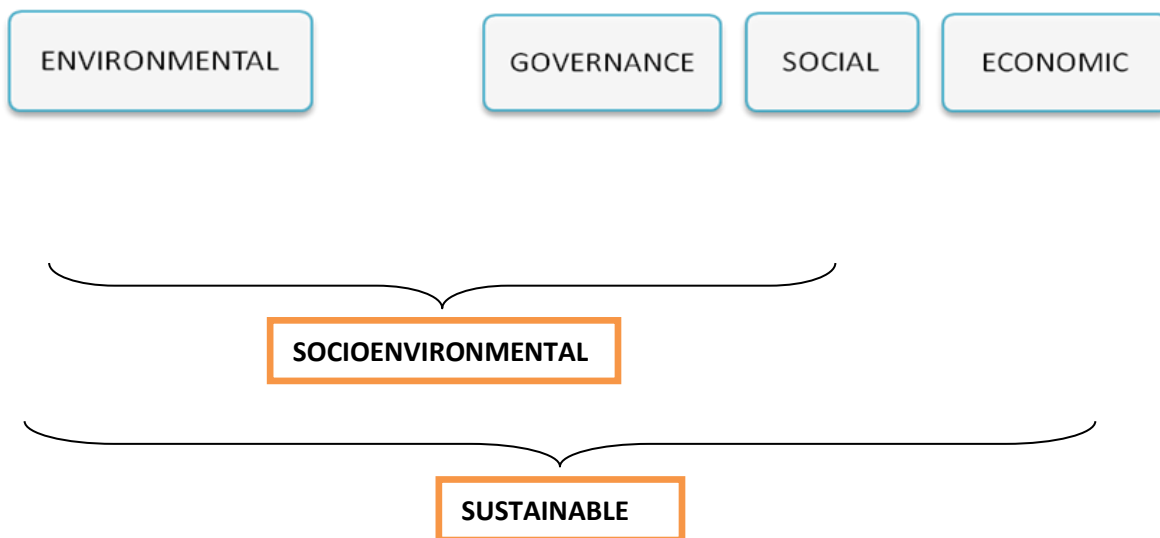 ENVIRONMENTAL GOVERNANCE SOCIAL ECONOMIC
SOCIOENVIRONMENTAL
SUSTAINABLE